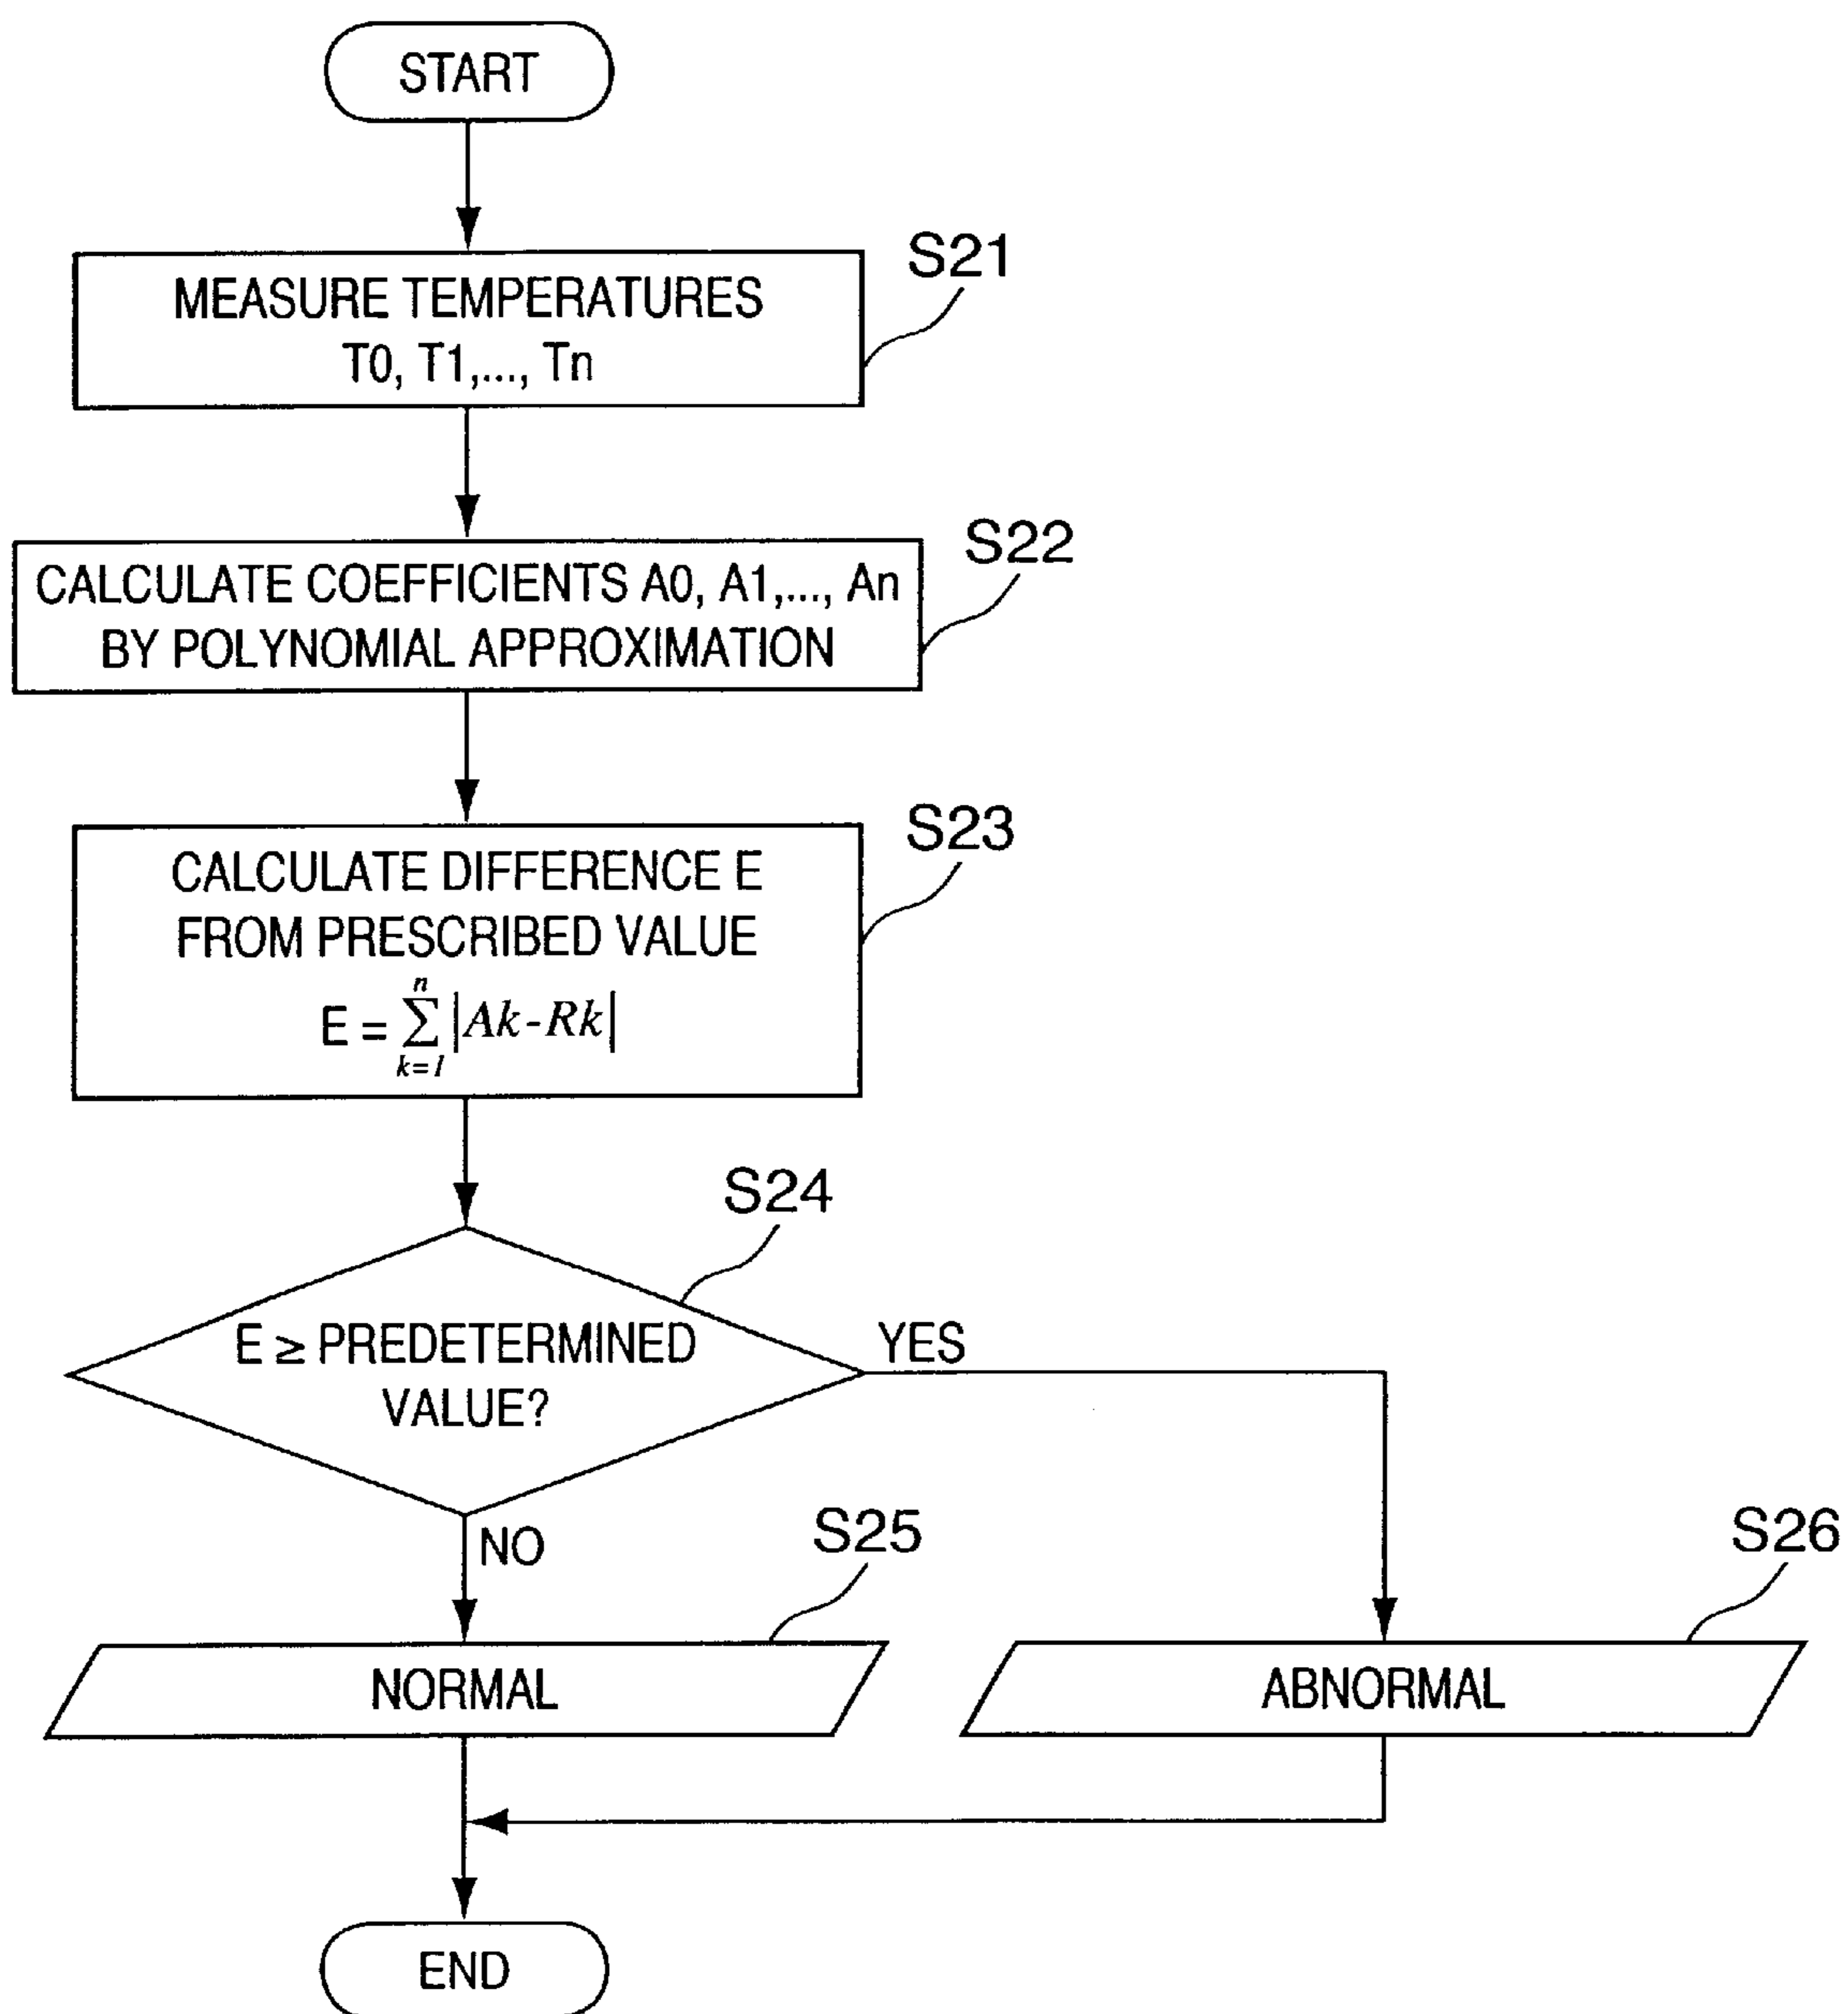 START
S21
MEASURE TEMPERATURES
T0, T1,..., Tn
S22
CALCULATE COEFFICIENTS A0, A1,..., An
BY POLYNOMIAL APPROXIMATION
S23
CALCULATE DIFFERENCE E
FROM PRESCRIBED VALUE
E = n Σ k=1 |Ak-Rk|
S24
E ≥ PREDETERMINED
VALUE?
YES
NO
S25
S26
NORMAL
ABNORMAL
END